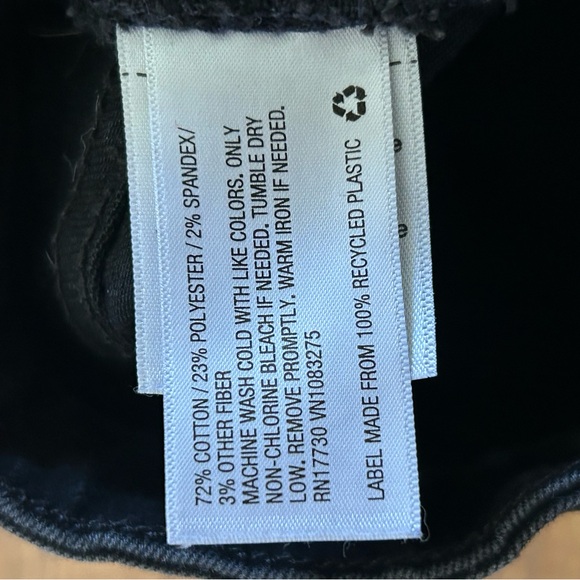 72% COTTON / 23% POLYESTER / 2% SPANDEX/
3% OTHER FIBER
MACHINE WASH COLD WITH LIKE COLORS. ONLY
NON-CHLORINE BLEACH IF NEEDED. TUMBLE DRY
LOW. REMOVE PROMPTLY. WARM IRON IF NEEDED.
RN17730 VN1083275
LABEL MADE FROM 100% RECYCLED PLASTIC